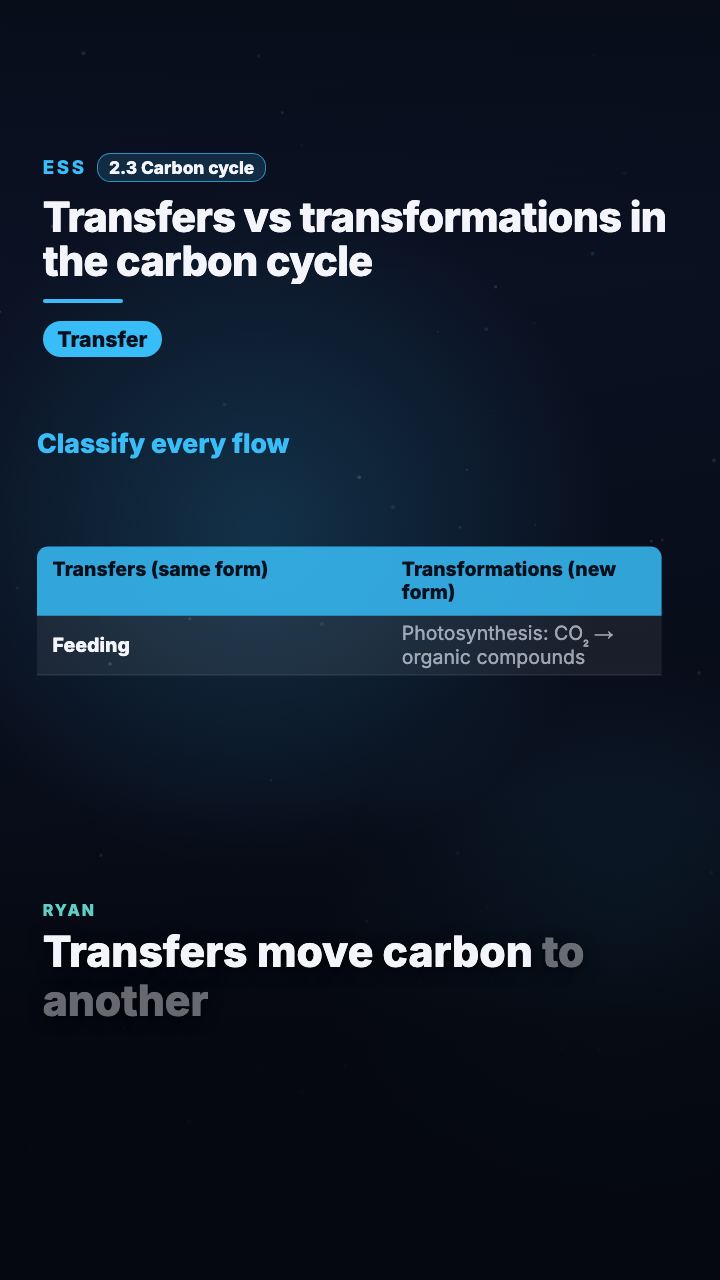 ESS 2.3 Carbon cycle
Transfers vs transformations in
the carbon cycle
Transfer
Classify every flow
Transfers (same form) Transformations (new
form)
Feeding Photosynthesis: CO₂ →
organic compounds
RYAN
Transfers move carbon to
another